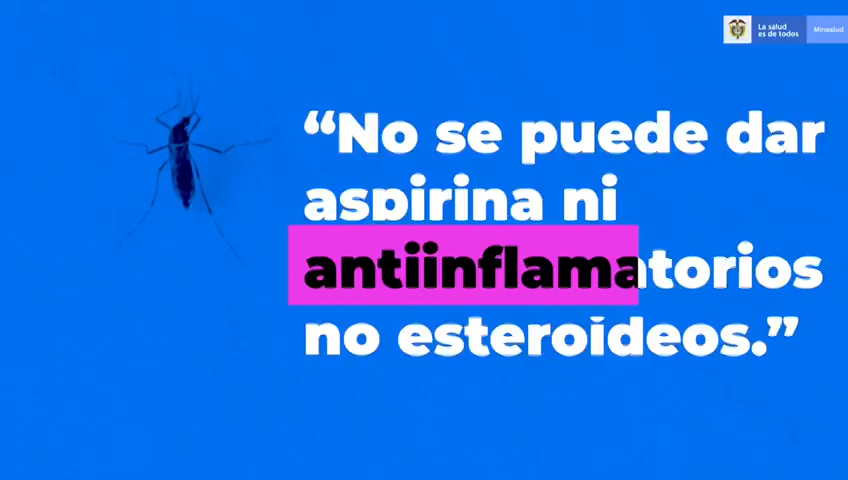 La salud
es de todos
Minsalud
“No se puede dar
aspirina ni
antiinflamatorios
no esteroideos.”